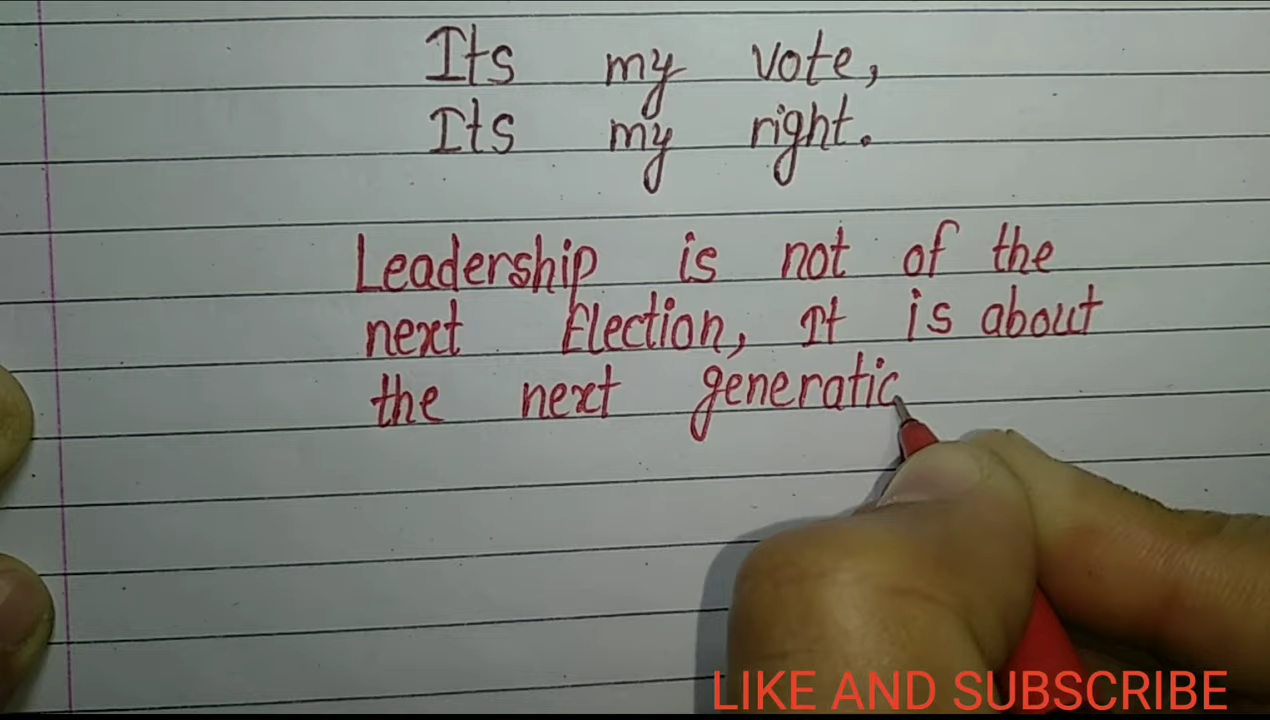 Its my vote,
Its my right.
Leadership is not of the
next Election, It is about
the next generatic
LIKE AND SUBSCRIBE